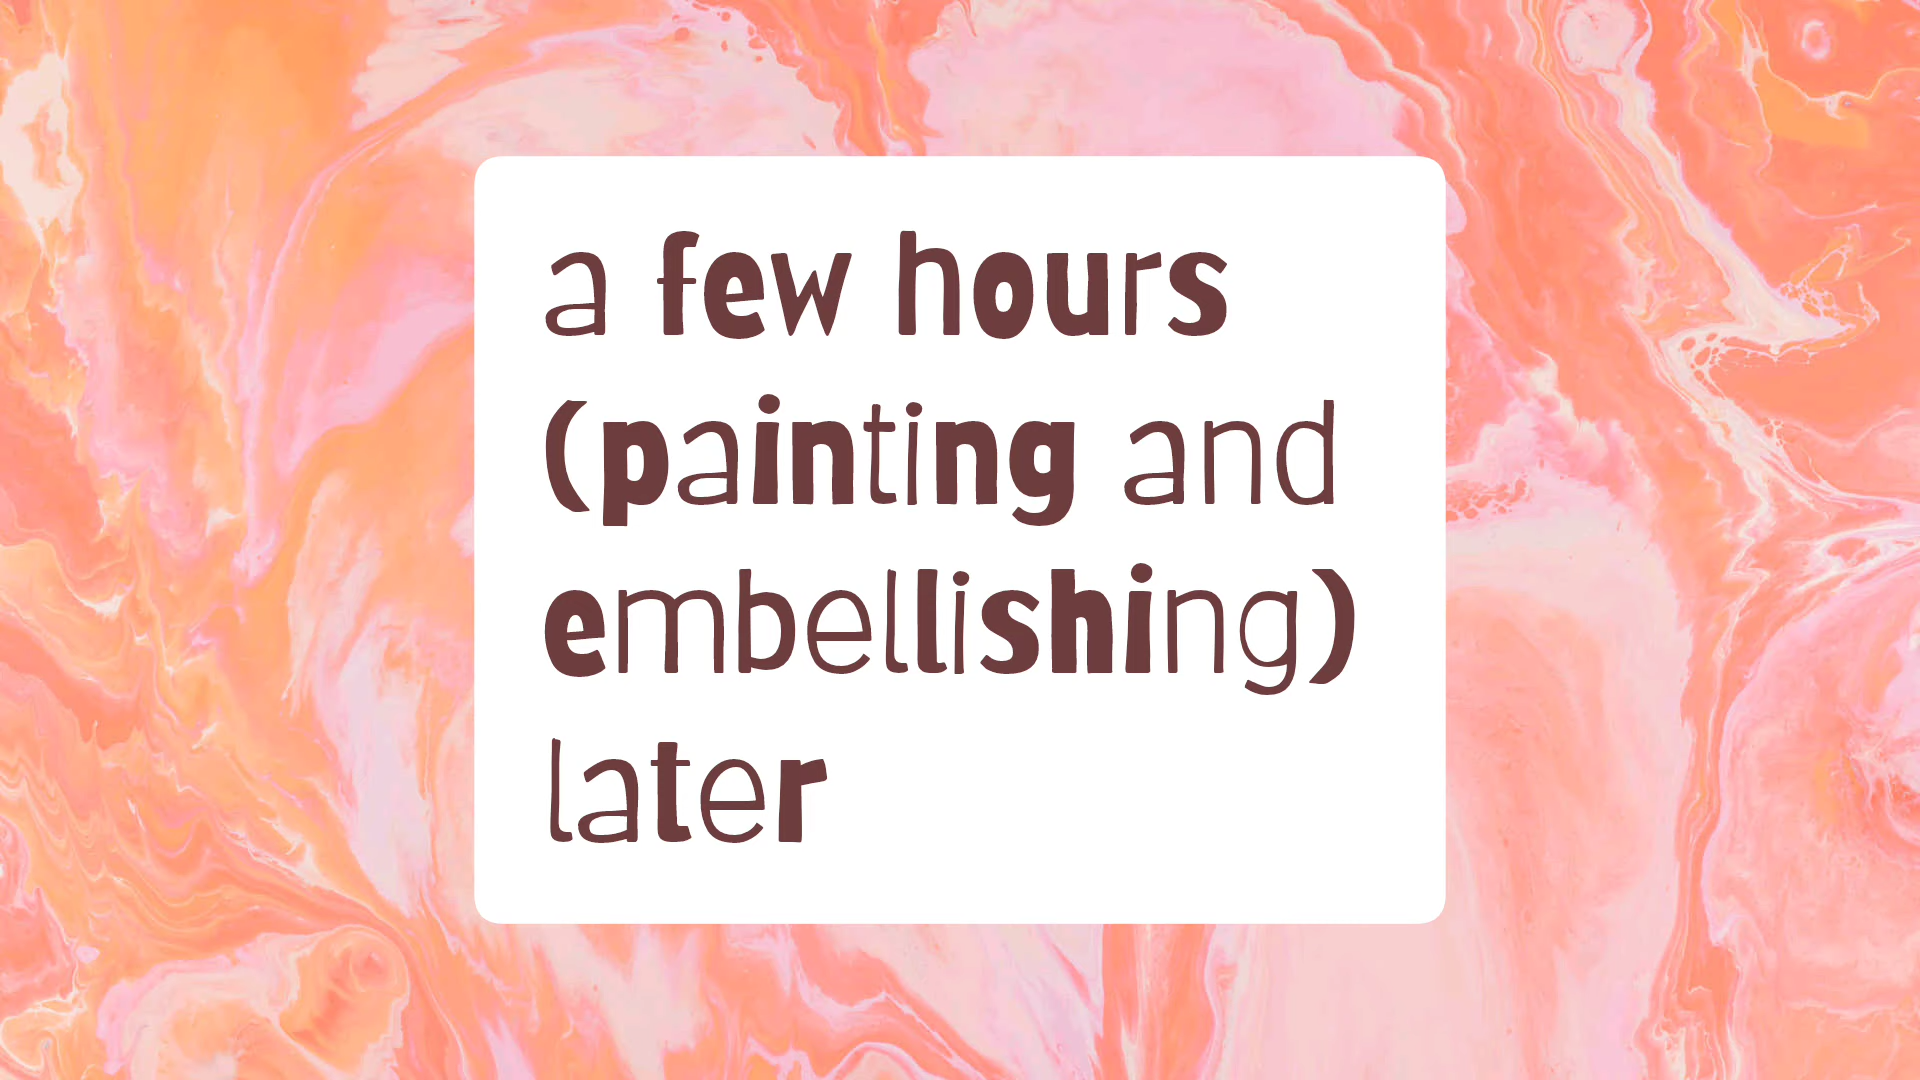 a few hours
(painting and
embellishing)
later